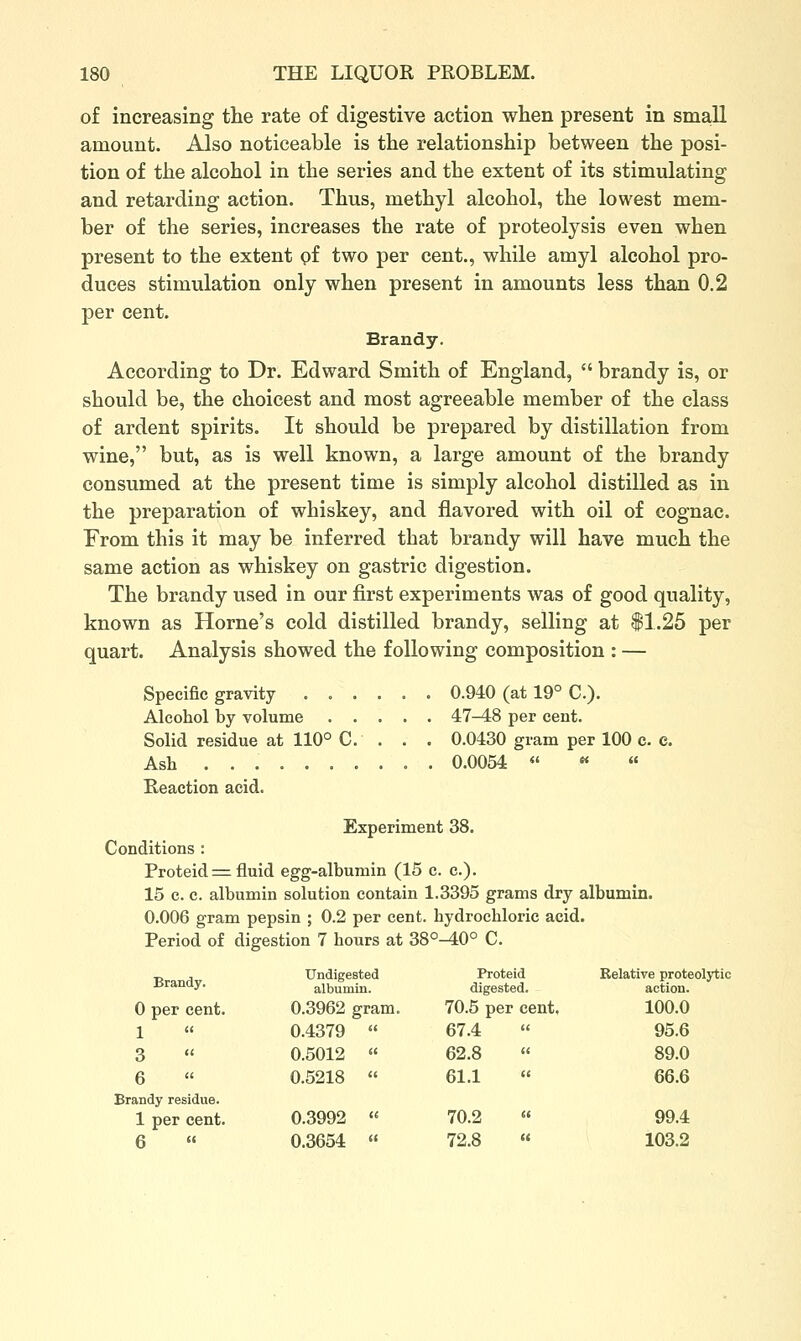 180 THE LIQUOR PROBLEM.
of increasing the rate of digestive action when present in small
amount. Also noticeable is the relationship between the posi-
tion of the alcohol in the series and the extent of its stimulating
and retarding action. Thus, methyl alcohol, the lowest mem-
ber of the series, increases the rate of proteolysis even when
present to the extent of two per cent., while amyl alcohol pro-
duces stimulation only when present in amounts less than 0.2
per cent.
Brandy.
According to Dr. Edward Smith of England, “ brandy is, or
should be, the choicest and most agreeable member of the class
of ardent spirits. It should be prepared by distillation from
wine,” but, as is well known, a large amount of the brandy
consumed at the present time is simply alcohol distilled as in
the preparation of whiskey, and flavored with oil of cognac.
From this it may be inferred that brandy will have much the
same action as whiskey on gastric digestion.
The brandy used in our first experiments was of good quality,
known as Horne’s cold distilled brandy, selling at $1.25 per
quart. Analysis showed the following composition : —
Specific gravity . . . . . . 0.940 (at 19° C.).
Alcohol by volume . . . . . 47–48 per cent.
Solid residue at 110° C. . . . 0.0430 gram per 100 c. c.
Ash . . . . . . . . . . 0.0054 “ “ “
Reaction acid.
Experiment 38.
Conditions :
Proteid = fluid egg-albumin (15 c. c.).
15 c. c. albumin solution contain 1.3395 grams dry albumin.
0.006 gram pepsin ; 0.2 per cent. hydrochloric acid.
Period of digestion 7 hours at 38°–40° C.
Brandy. Undigested albumin. Proteid digested. Relative proteolytic action.
0 per cent. 0.3962 gram. 70.5 per cent. 100.0
1 “ 0.4379 “ 67.4 “ 95.6
3 “ 0.5012 “ 62.8 “ 89.0
6 “ 0.5218 “ 61.1 “ 66.6
Brandy residue.
1 per cent. 0.3992 “ 70.2 “ 99.4
6 “ 0.3654 “ 72.8 “ 103.2